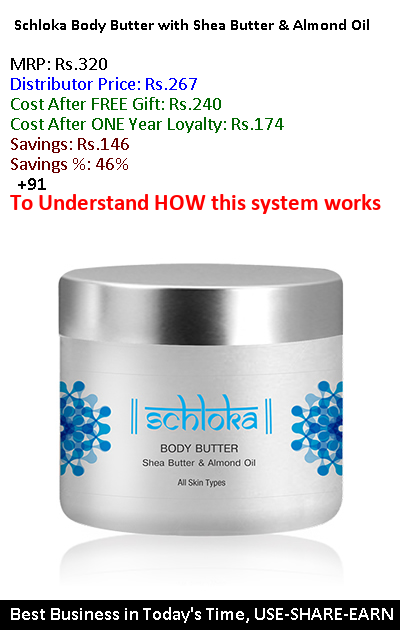 Schloka Body Butter with Shea Butter & Almond Oil
MRP: Rs.320
Distributor Price: Rs.267
Cost After FREE Gift: Rs.240
Cost After ONE Year Loyalty: Rs.174
Savings: Rs.146
Savings %: 46%
+91
To Understand HOW this system works
||schloka||
BODY BUTTER
Shea Butter & Almond Oil
All Skin Types
Best Business in Today's Time, USE-SHARE-EARN